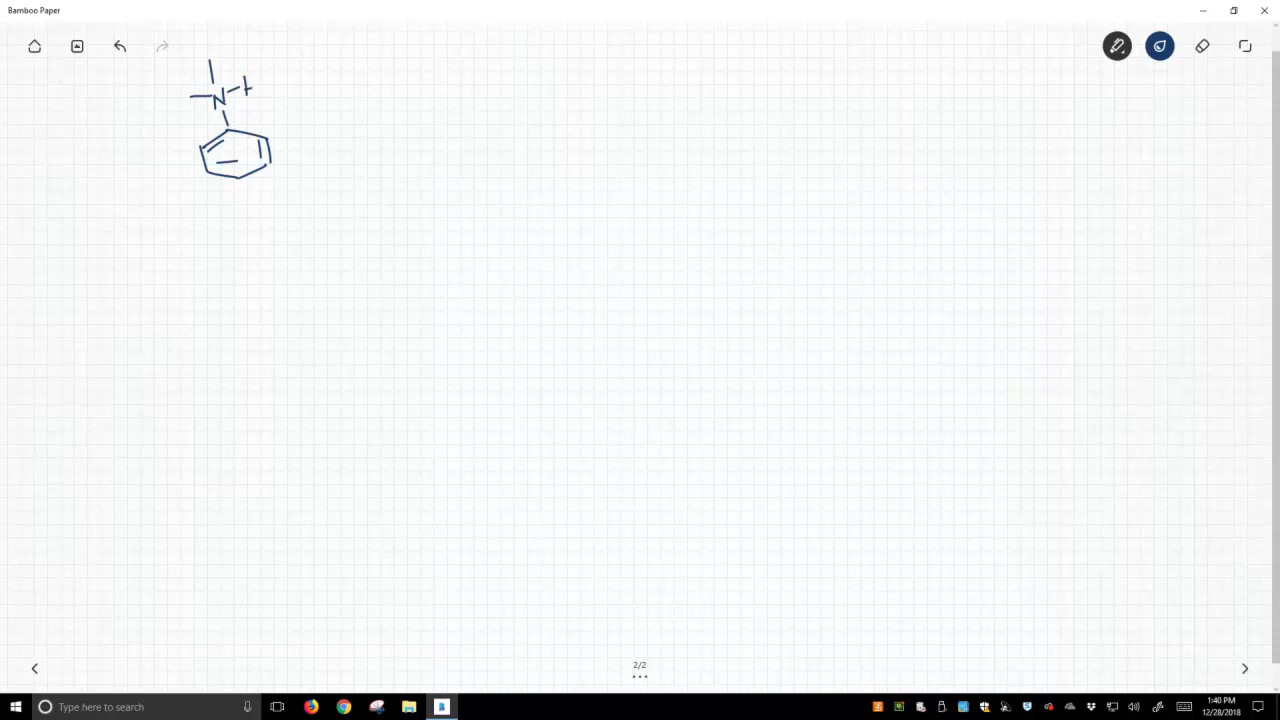 Bamboo Paper
N
2/2
Type here to search
1:40 PM
12/28/2018